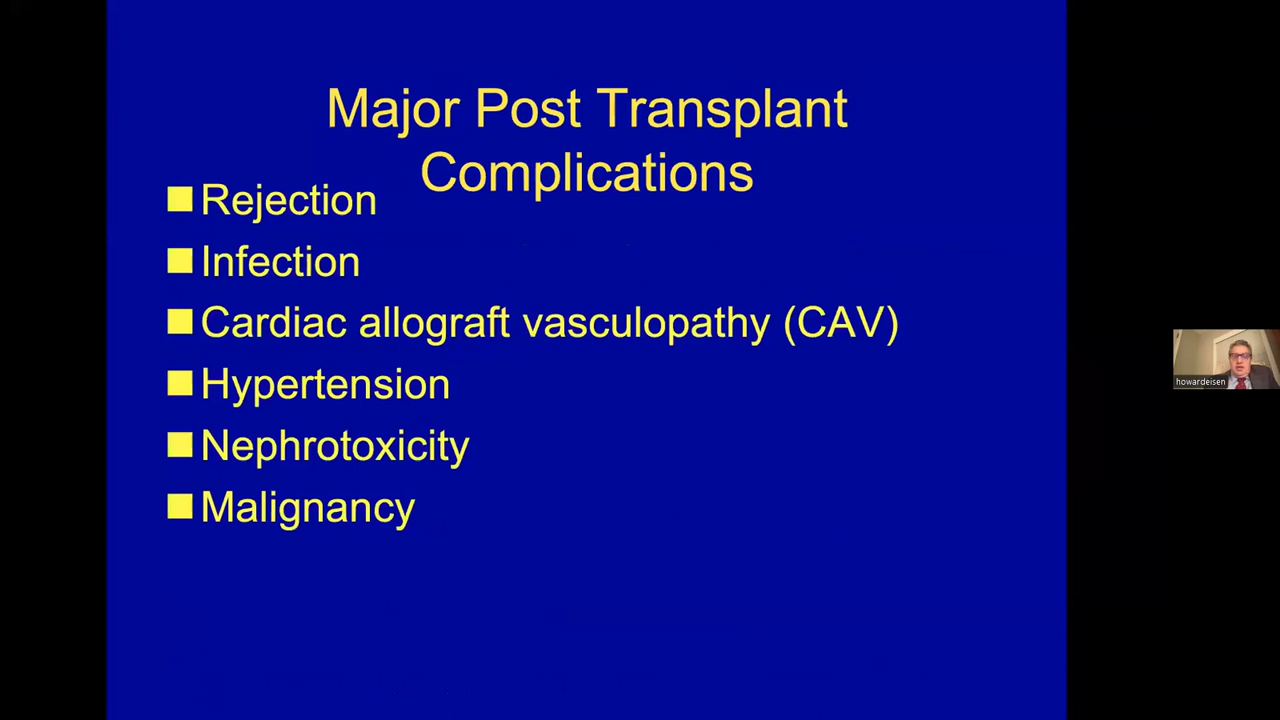 Major Post Transplant
Complications
Rejection
Infection
Cardiac allograft vasculopathy (CAV)
Hypertension
Nephrotoxicity
Malignancy
howardeisen